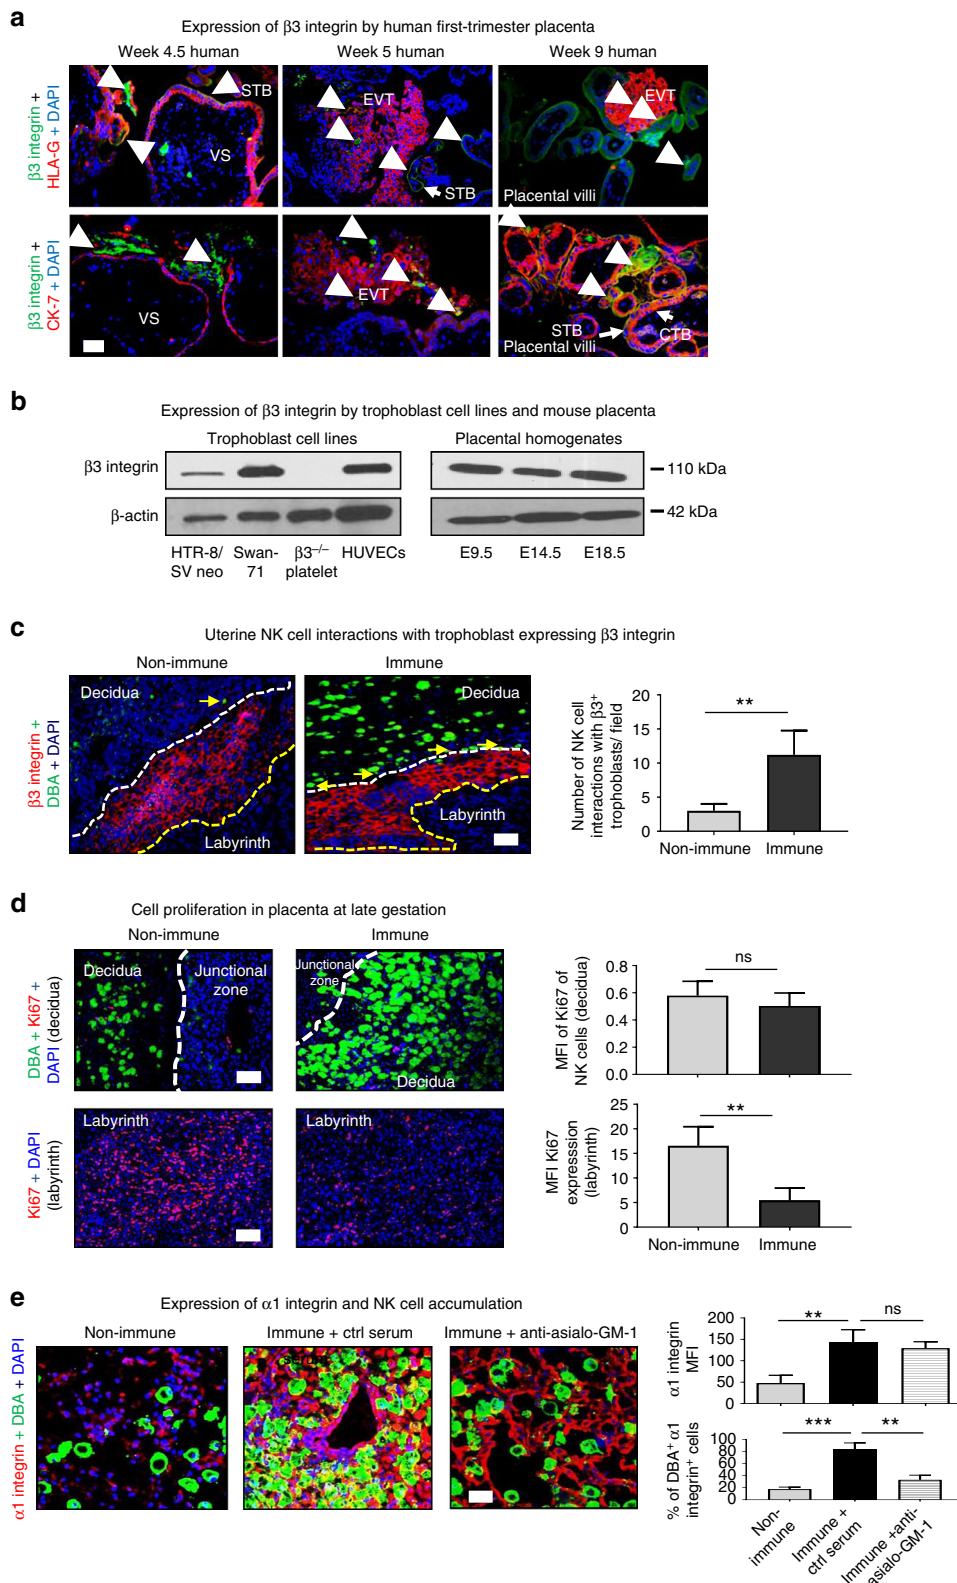 a
Expression of β3 integrin by human first-trimester placenta
Week 4.5 human
Week 5 human
Week 9 human
β3 integrin +
HLA-G + DAPI
STB
VS
EVT
STB
EVT
Placental villi
β3 integrin +
CK-7 + DAPI
VS
EVT
STB
CTB
Placental villi
b
Expression of β3 integrin by trophoblast cell lines and mouse placenta
Trophoblast cell lines
Placental homogenates
β3 integrin
110 kDa
β-actin
42 kDa
HTR-8/
SV neo
Swan-
71
β3–/–
platelet
HUVECs
E9.5
E14.5
E18.5
c
Uterine NK cell interactions with trophoblast expressing β3 integrin
Non-immune
Immune
β3 integrin +
DBA + DAPI
Decidua
Labyrinth
Decidua
Labyrinth
Number of NK cell
interactions with β3+
trophoblasts/ field
20
15
10
5
0
**
Non-immune
Immune
d
Cell proliferation in placenta at late gestation
Non-immune
Immune
DBA + Ki67 +
DAPI (decidua)
Decidua
Junctional
zone
Junctional
zone
Decidua
MFI of Ki67 of
NK cells (decidua)
0.8
0.6
0.4
0.2
0.0
ns
Ki67 + DAPI
(labyrinth)
Labyrinth
Labyrinth
MFI Ki67
expresssion
(labyrinth)
25
20
15
10
5
0
**
Non-immune
Immune
e
Expression of α1 integrin and NK cell accumulation
Non-immune
Immune + ctrl serum
Immune + anti-asialo-GM-1
α1 integrin + DBA + DAPI
serum
α1 integrin
MFI
200
150
100
50
0
**
ns
% of DBA+ α1
integrin+ cells
100
80
60
40
20
0
***
**
Non-
immune
Immune +
ctrl serum
Immune +anti-
asialo-GM-1